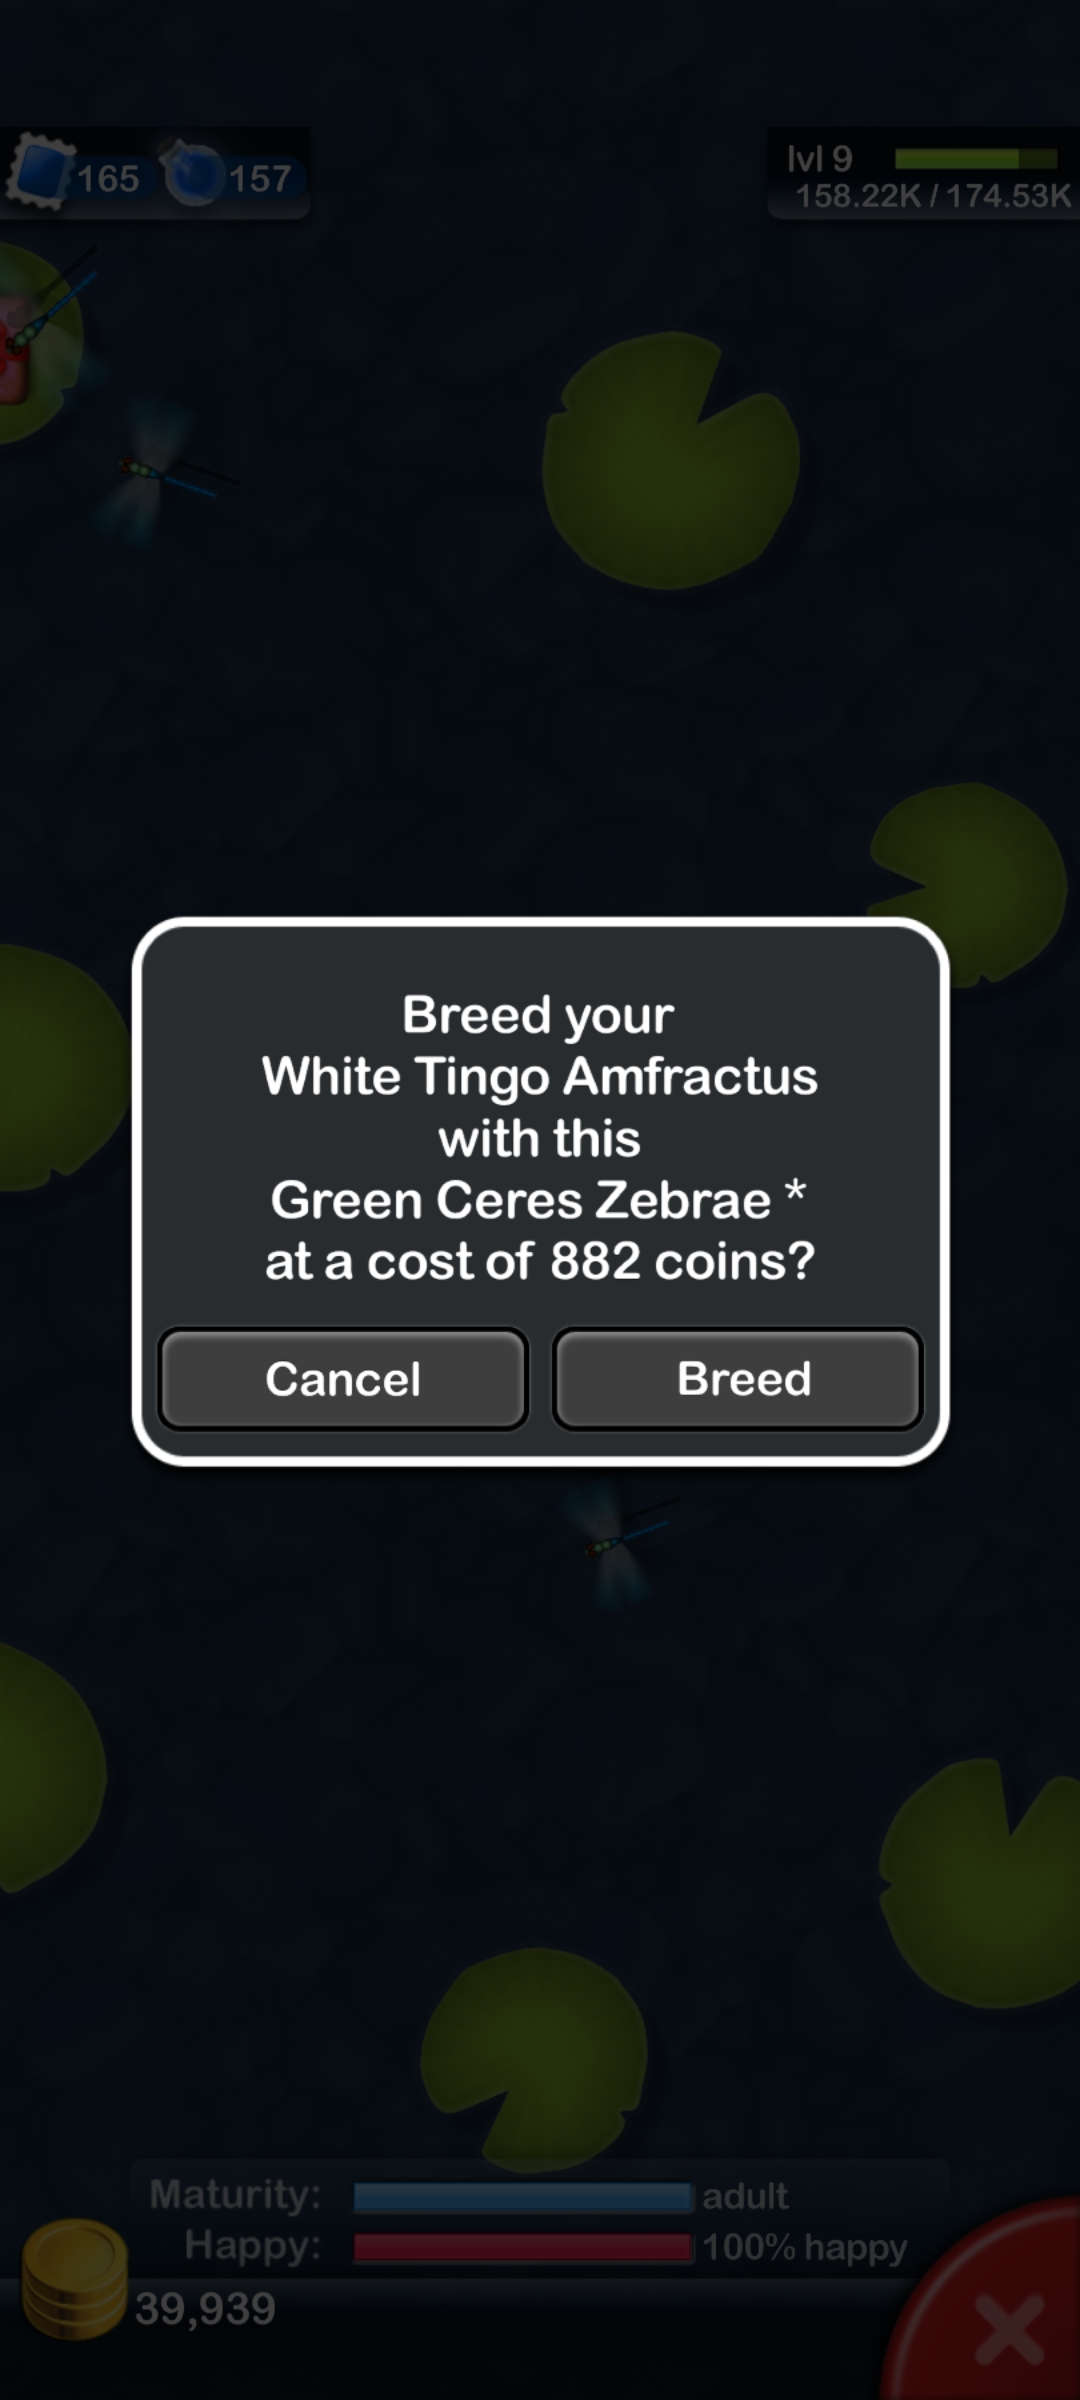 165
157
lvl 9
158.22K / 174.53K
Breed your
White Tingo Amfractus
with this
Green Ceres Zebrae *
at a cost of 882 coins?
Cancel
Breed
Maturity:
adult
Happy:
100% happy
39,939